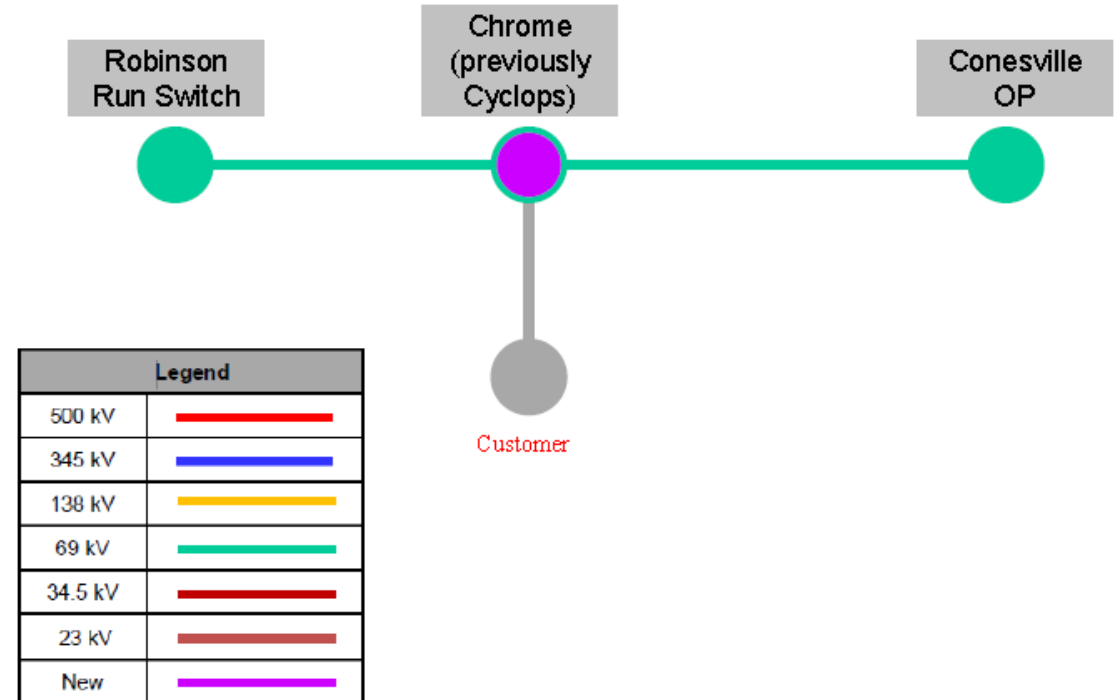 Robinson
Run Switch
Chrome
(previously
Cyclops)
Conesville
OP
Customer
Legend
500 kV
345 kV
138 kV
69 kV
34.5 kV
23 kV
New